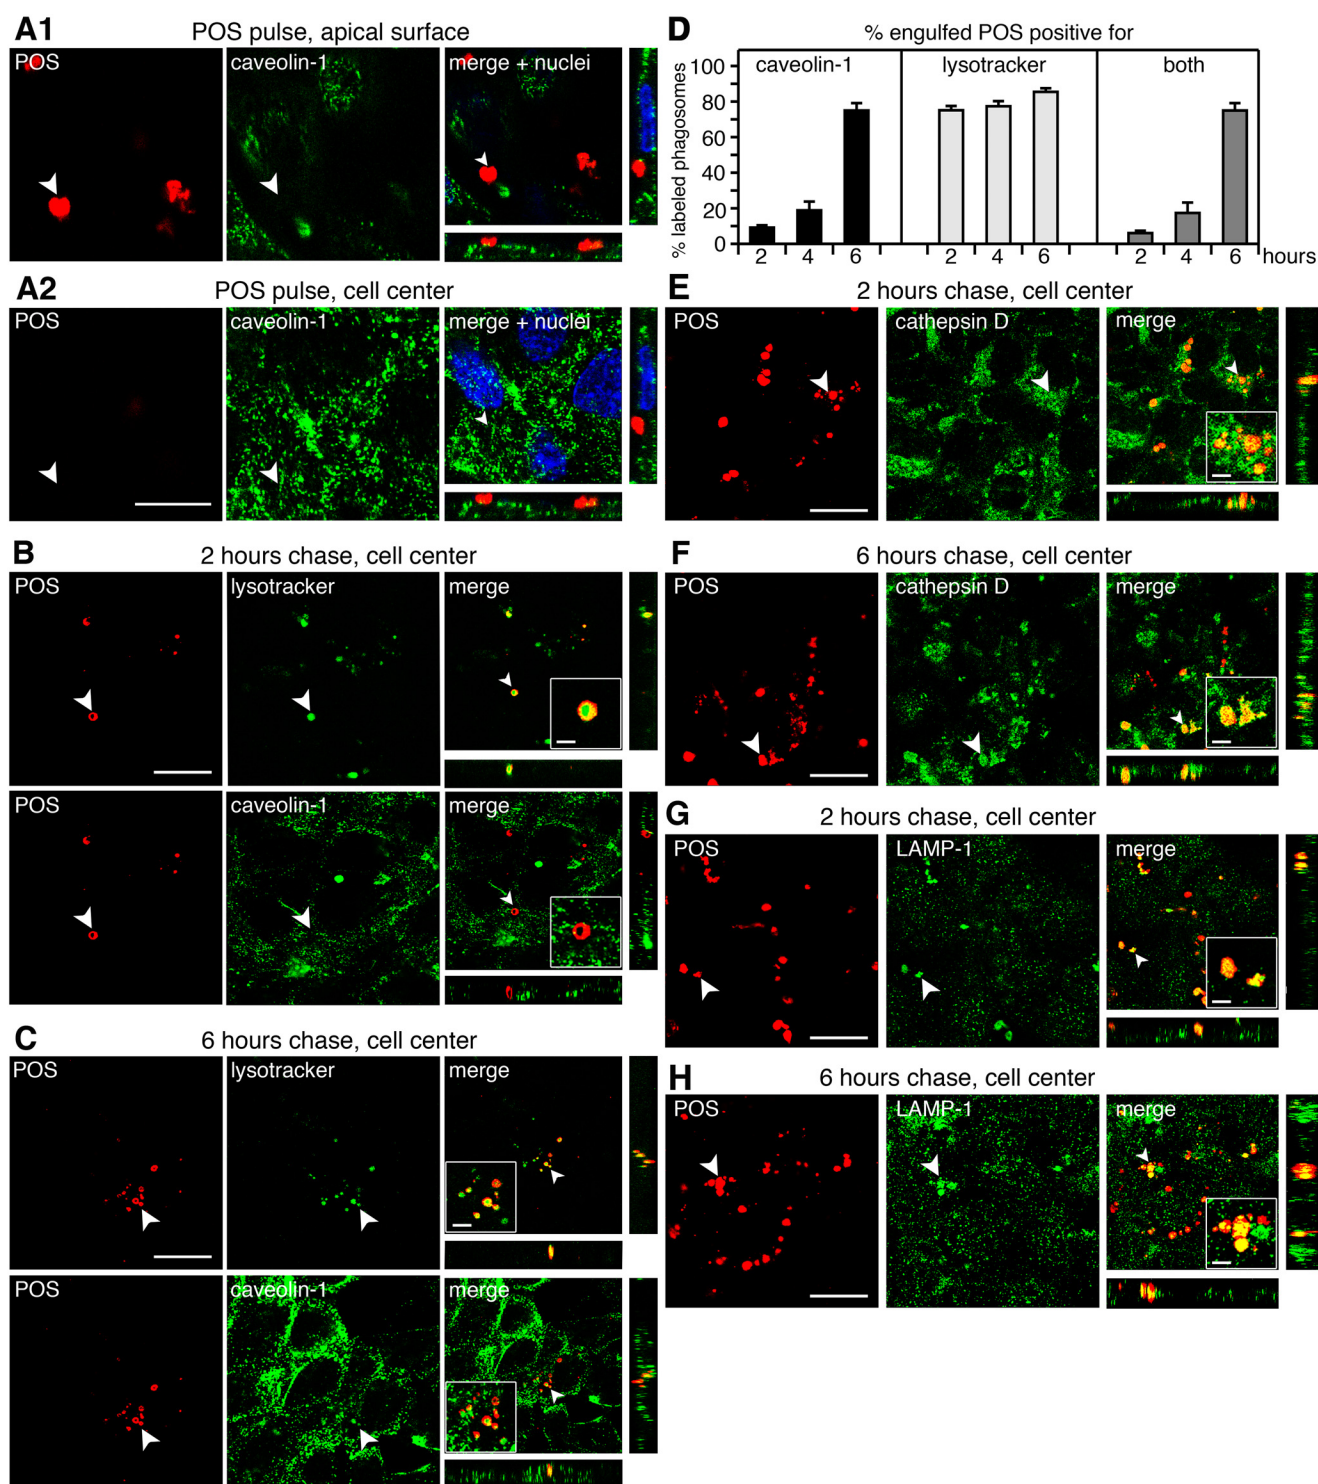 A1
POS pulse, apical surface
POS
caveolin-1
merge + nuclei
A2
POS pulse, cell center
POS
caveolin-1
merge + nuclei
B
2 hours chase, cell center
POS
lysotracker
merge
POS
caveolin-1
merge
C
6 hours chase, cell center
POS
lysotracker
merge
POS
caveolin-1
merge
D
% engulfed POS positive for
caveolin-1
lysotracker
both
% labeled phagosomes
100
80
60
40
20
0
2 4 6 2 4 6 2 4 6 hours
E
2 hours chase, cell center
POS
cathepsin D
merge
F
6 hours chase, cell center
POS
cathepsin D
merge
G
2 hours chase, cell center
POS
LAMP-1
merge
H
6 hours chase, cell center
POS
LAMP-1
merge